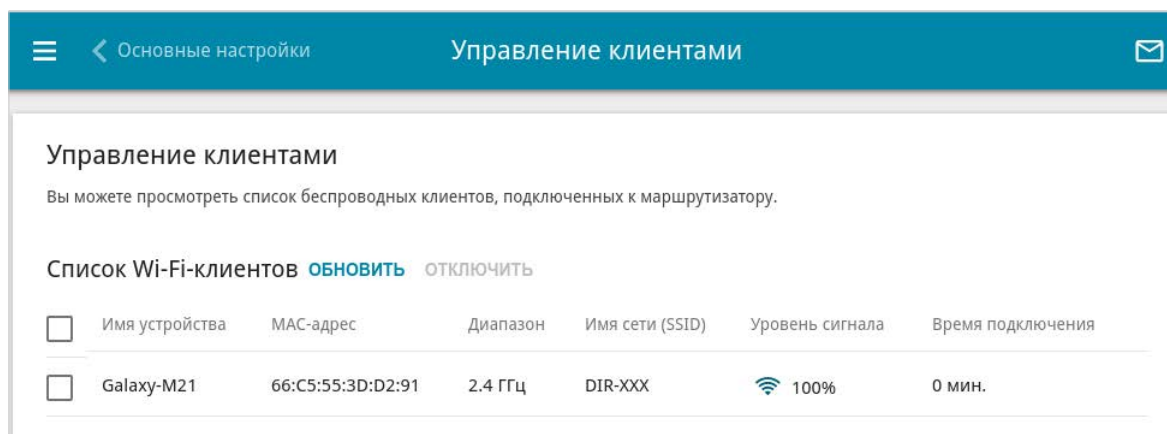 Основные настройки Управление клиентами
Управление клиентами
Вы можете просмотреть список беспроводных клиентов, подключенных к маршрутизатору.
Список Wi-Fi-клиентов ОБНОВИТЬ ОТКЛЮЧИТЬ
Имя устройства MAC-адрес Диапазон Имя сети (SSID) Уровень сигнала Время подключения
Galaxy-M21 66:C5:55:3D:D2:91 2.4 ГГц DIR-XXX 100% 0 мин.